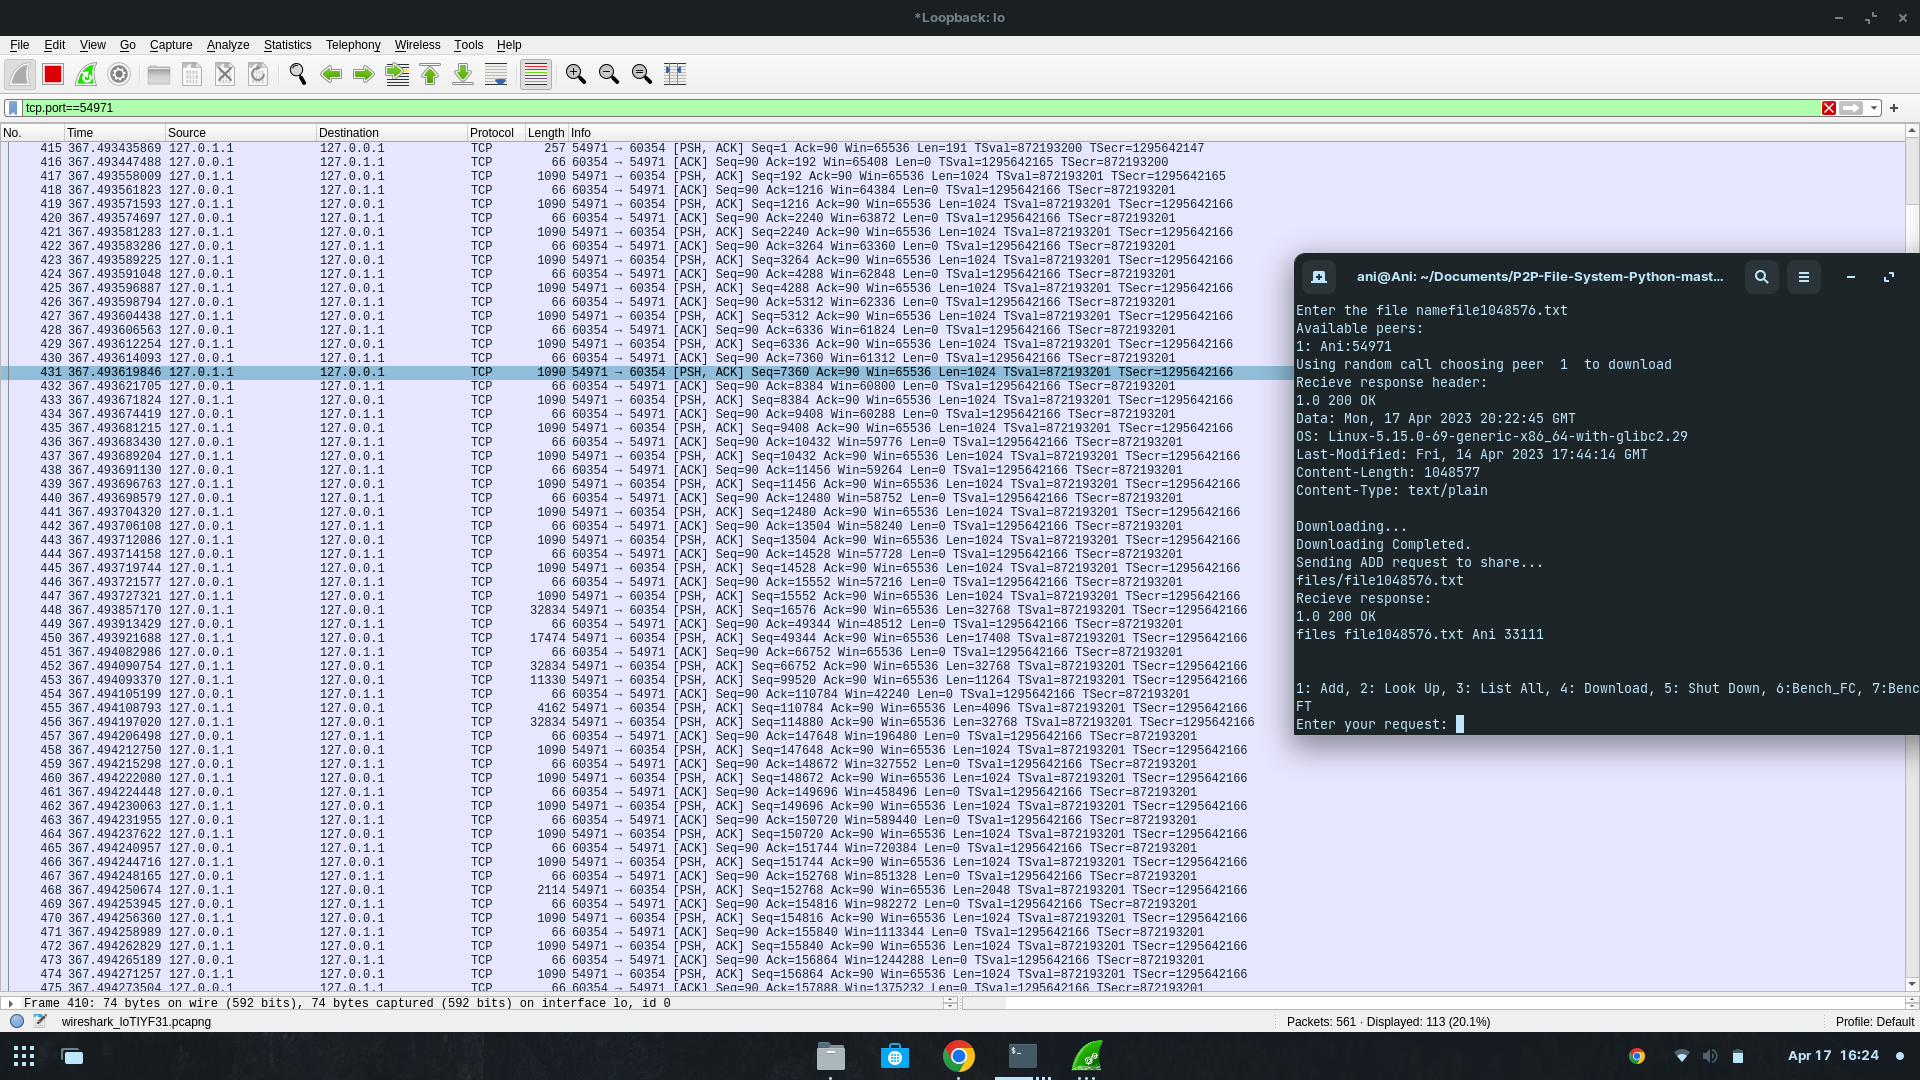 *Loopback: lo
File Edit View Go Capture Analyze Statistics Telephony Wireless Tools Help
tcp.port==54971
No. Time Source Destination Protocol Length Info
415 367.493435869 127.0.1.1 127.0.0.1 TCP 257 54971 → 60354 [PSH, ACK] Seq=1 Ack=90 Win=65536 Len=191 TSval=872193200 TSecr=1295642147
416 367.493447488 127.0.0.1 127.0.1.1 TCP 66 60354 → 54971 [ACK] Seq=90 Ack=192 Win=65408 Len=0 TSval=1295642165 TSecr=872193200
417 367.493558009 127.0.1.1 127.0.0.1 TCP 1090 54971 → 60354 [PSH, ACK] Seq=192 Ack=90 Win=65536 Len=1024 TSval=872193201 TSecr=1295642165
418 367.493561823 127.0.0.1 127.0.1.1 TCP 66 60354 → 54971 [ACK] Seq=90 Ack=1216 Win=64384 Len=0 TSval=1295642166 TSecr=872193201
419 367.493571593 127.0.1.1 127.0.0.1 TCP 1090 54971 → 60354 [PSH, ACK] Seq=1216 Ack=90 Win=65536 Len=1024 TSval=872193201 TSecr=1295642166
420 367.493574697 127.0.0.1 127.0.1.1 TCP 66 60354 → 54971 [ACK] Seq=90 Ack=2240 Win=63872 Len=0 TSval=1295642166 TSecr=872193201
421 367.493581283 127.0.1.1 127.0.0.1 TCP 1090 54971 → 60354 [PSH, ACK] Seq=2240 Ack=90 Win=65536 Len=1024 TSval=872193201 TSecr=1295642166
422 367.493583286 127.0.0.1 127.0.1.1 TCP 66 60354 → 54971 [ACK] Seq=90 Ack=3264 Win=63360 Len=0 TSval=1295642166 TSecr=872193201
423 367.493589225 127.0.1.1 127.0.0.1 TCP 1090 54971 → 60354 [PSH, ACK] Seq=3264 Ack=90 Win=65536 Len=1024 TSval=872193201 TSecr=1295642166
424 367.493591048 127.0.0.1 127.0.1.1 TCP 66 60354 → 54971 [ACK] Seq=90 Ack=4288 Win=62848 Len=0 TSval=1295642166 TSecr=872193201
425 367.493596887 127.0.1.1 127.0.0.1 TCP 1090 54971 → 60354 [PSH, ACK] Seq=4288 Ack=90 Win=65536 Len=1024 TSval=872193201 TSecr=1295642166
426 367.493598794 127.0.0.1 127.0.1.1 TCP 66 60354 → 54971 [ACK] Seq=90 Ack=5312 Win=62336 Len=0 TSval=1295642166 TSecr=872193201
427 367.493604438 127.0.1.1 127.0.0.1 TCP 1090 54971 → 60354 [PSH, ACK] Seq=5312 Ack=90 Win=65536 Len=1024 TSval=872193201 TSecr=1295642166
428 367.493606563 127.0.0.1 127.0.1.1 TCP 66 60354 → 54971 [ACK] Seq=90 Ack=6336 Win=61824 Len=0 TSval=1295642166 TSecr=872193201
429 367.493612254 127.0.1.1 127.0.0.1 TCP 1090 54971 → 60354 [PSH, ACK] Seq=6336 Ack=90 Win=65536 Len=1024 TSval=872193201 TSecr=1295642166
430 367.493614093 127.0.0.1 127.0.1.1 TCP 66 60354 → 54971 [ACK] Seq=90 Ack=7360 Win=61312 Len=0 TSval=1295642166 TSecr=872193201
431 367.493619846 127.0.1.1 127.0.0.1 TCP 1090 54971 → 60354 [PSH, ACK] Seq=7360 Ack=90 Win=65536 Len=1024 TSval=872193201 TSecr=1295642166
432 367.493621705 127.0.0.1 127.0.1.1 TCP 66 60354 → 54971 [ACK] Seq=90 Ack=8384 Win=60800 Len=0 TSval=1295642166 TSecr=872193201
433 367.493671824 127.0.1.1 127.0.0.1 TCP 1090 54971 → 60354 [PSH, ACK] Seq=8384 Ack=90 Win=65536 Len=1024 TSval=872193201 TSecr=1295642166
434 367.493674419 127.0.0.1 127.0.1.1 TCP 66 60354 → 54971 [ACK] Seq=90 Ack=9408 Win=60288 Len=0 TSval=1295642166 TSecr=872193201
435 367.493681215 127.0.1.1 127.0.0.1 TCP 1090 54971 → 60354 [PSH, ACK] Seq=9408 Ack=90 Win=65536 Len=1024 TSval=872193201 TSecr=1295642166
436 367.493683430 127.0.0.1 127.0.1.1 TCP 66 60354 → 54971 [ACK] Seq=90 Ack=10432 Win=59776 Len=0 TSval=1295642166 TSecr=872193201
437 367.493689204 127.0.1.1 127.0.0.1 TCP 1090 54971 → 60354 [PSH, ACK] Seq=10432 Ack=90 Win=65536 Len=1024 TSval=872193201 TSecr=1295642166
438 367.493691130 127.0.0.1 127.0.1.1 TCP 66 60354 → 54971 [ACK] Seq=90 Ack=11456 Win=59264 Len=0 TSval=1295642166 TSecr=872193201
439 367.493696763 127.0.1.1 127.0.0.1 TCP 1090 54971 → 60354 [PSH, ACK] Seq=11456 Ack=90 Win=65536 Len=1024 TSval=872193201 TSecr=1295642166
440 367.493698579 127.0.0.1 127.0.1.1 TCP 66 60354 → 54971 [ACK] Seq=90 Ack=12480 Win=58752 Len=0 TSval=1295642166 TSecr=872193201
441 367.493704320 127.0.1.1 127.0.0.1 TCP 1090 54971 → 60354 [PSH, ACK] Seq=12480 Ack=90 Win=65536 Len=1024 TSval=872193201 TSecr=1295642166
442 367.493706108 127.0.0.1 127.0.1.1 TCP 66 60354 → 54971 [ACK] Seq=90 Ack=13504 Win=58240 Len=0 TSval=1295642166 TSecr=872193201
443 367.493712086 127.0.1.1 127.0.0.1 TCP 1090 54971 → 60354 [PSH, ACK] Seq=13504 Ack=90 Win=65536 Len=1024 TSval=872193201 TSecr=1295642166
444 367.493714158 127.0.0.1 127.0.1.1 TCP 66 60354 → 54971 [ACK] Seq=90 Ack=14528 Win=57728 Len=0 TSval=1295642166 TSecr=872193201
445 367.493719744 127.0.1.1 127.0.0.1 TCP 1090 54971 → 60354 [PSH, ACK] Seq=14528 Ack=90 Win=65536 Len=1024 TSval=872193201 TSecr=1295642166
446 367.493721577 127.0.0.1 127.0.1.1 TCP 66 60354 → 54971 [ACK] Seq=90 Ack=15552 Win=57216 Len=0 TSval=1295642166 TSecr=872193201
447 367.493727321 127.0.1.1 127.0.0.1 TCP 1090 54971 → 60354 [PSH, ACK] Seq=15552 Ack=90 Win=65536 Len=1024 TSval=872193201 TSecr=1295642166
448 367.493857170 127.0.1.1 127.0.0.1 TCP 32834 54971 → 60354 [PSH, ACK] Seq=16576 Ack=90 Win=65536 Len=32768 TSval=872193201 TSecr=1295642166
449 367.493913429 127.0.0.1 127.0.1.1 TCP 66 60354 → 54971 [ACK] Seq=90 Ack=49344 Win=48512 Len=0 TSval=1295642166 TSecr=872193201
450 367.493921688 127.0.1.1 127.0.0.1 TCP 17474 54971 → 60354 [PSH, ACK] Seq=49344 Ack=90 Win=65536 Len=17408 TSval=872193201 TSecr=1295642166
451 367.494082986 127.0.0.1 127.0.1.1 TCP 66 60354 → 54971 [ACK] Seq=90 Ack=66752 Win=65536 Len=0 TSval=1295642166 TSecr=872193201
452 367.494090754 127.0.1.1 127.0.0.1 TCP 32834 54971 → 60354 [PSH, ACK] Seq=66752 Ack=90 Win=65536 Len=32768 TSval=872193201 TSecr=1295642166
453 367.494093370 127.0.1.1 127.0.0.1 TCP 11330 54971 → 60354 [PSH, ACK] Seq=99520 Ack=90 Win=65536 Len=11264 TSval=872193201 TSecr=1295642166
454 367.494105199 127.0.0.1 127.0.1.1 TCP 66 60354 → 54971 [ACK] Seq=90 Ack=110784 Win=42240 Len=0 TSval=1295642166 TSecr=872193201
455 367.494108793 127.0.1.1 127.0.0.1 TCP 4162 54971 → 60354 [PSH, ACK] Seq=110784 Ack=90 Win=65536 Len=4096 TSval=872193201 TSecr=1295642166
456 367.494197020 127.0.1.1 127.0.0.1 TCP 32834 54971 → 60354 [PSH, ACK] Seq=114880 Ack=90 Win=65536 Len=32768 TSval=872193201 TSecr=1295642166
457 367.494206498 127.0.0.1 127.0.1.1 TCP 66 60354 → 54971 [ACK] Seq=90 Ack=147648 Win=196480 Len=0 TSval=1295642166 TSecr=872193201
458 367.494212750 127.0.1.1 127.0.0.1 TCP 1090 54971 → 60354 [PSH, ACK] Seq=147648 Ack=90 Win=65536 Len=1024 TSval=872193201 TSecr=1295642166
459 367.494215298 127.0.0.1 127.0.1.1 TCP 66 60354 → 54971 [ACK] Seq=90 Ack=148672 Win=327552 Len=0 TSval=1295642166 TSecr=872193201
460 367.494222080 127.0.1.1 127.0.0.1 TCP 1090 54971 → 60354 [PSH, ACK] Seq=148672 Ack=90 Win=65536 Len=1024 TSval=872193201 TSecr=1295642166
461 367.494224448 127.0.0.1 127.0.1.1 TCP 66 60354 → 54971 [ACK] Seq=90 Ack=149696 Win=458496 Len=0 TSval=1295642166 TSecr=872193201
462 367.494230063 127.0.1.1 127.0.0.1 TCP 1090 54971 → 60354 [PSH, ACK] Seq=149696 Ack=90 Win=65536 Len=1024 TSval=872193201 TSecr=1295642166
463 367.494231955 127.0.0.1 127.0.1.1 TCP 66 60354 → 54971 [ACK] Seq=90 Ack=150720 Win=589440 Len=0 TSval=1295642166 TSecr=872193201
464 367.494237622 127.0.1.1 127.0.0.1 TCP 1090 54971 → 60354 [PSH, ACK] Seq=150720 Ack=90 Win=65536 Len=1024 TSval=872193201 TSecr=1295642166
465 367.494240957 127.0.0.1 127.0.1.1 TCP 66 60354 → 54971 [ACK] Seq=90 Ack=151744 Win=720384 Len=0 TSval=1295642166 TSecr=872193201
466 367.494244716 127.0.1.1 127.0.0.1 TCP 1090 54971 → 60354 [PSH, ACK] Seq=151744 Ack=90 Win=65536 Len=1024 TSval=872193201 TSecr=1295642166
467 367.494248165 127.0.0.1 127.0.1.1 TCP 66 60354 → 54971 [ACK] Seq=90 Ack=152768 Win=851328 Len=0 TSval=1295642166 TSecr=872193201
468 367.494250674 127.0.1.1 127.0.0.1 TCP 2114 54971 → 60354 [PSH, ACK] Seq=152768 Ack=90 Win=65536 Len=2048 TSval=872193201 TSecr=1295642166
469 367.494253945 127.0.0.1 127.0.1.1 TCP 66 60354 → 54971 [ACK] Seq=90 Ack=154816 Win=982272 Len=0 TSval=1295642166 TSecr=872193201
470 367.494256360 127.0.1.1 127.0.0.1 TCP 1090 54971 → 60354 [PSH, ACK] Seq=154816 Ack=90 Win=65536 Len=1024 TSval=872193201 TSecr=1295642166
471 367.494258989 127.0.0.1 127.0.1.1 TCP 66 60354 → 54971 [ACK] Seq=90 Ack=155840 Win=1113344 Len=0 TSval=1295642166 TSecr=872193201
472 367.494262829 127.0.1.1 127.0.0.1 TCP 1090 54971 → 60354 [PSH, ACK] Seq=155840 Ack=90 Win=65536 Len=1024 TSval=872193201 TSecr=1295642166
473 367.494265189 127.0.0.1 127.0.1.1 TCP 66 60354 → 54971 [ACK] Seq=90 Ack=156864 Win=1244288 Len=0 TSval=1295642166 TSecr=872193201
474 367.494271257 127.0.1.1 127.0.0.1 TCP 1090 54971 → 60354 [PSH, ACK] Seq=156864 Ack=90 Win=65536 Len=1024 TSval=872193201 TSecr=1295642166
475 367.494273504 127.0.0.1 127.0.1.1 TCP 66 60354 → 54971 [ACK] Seq=90 Ack=157888 Win=1375232 Len=0 TSval=1295642166 TSecr=872193201
ani@Ani: ~/Documents/P2P-File-System-Python-mast...
Enter the file namefile1048576.txt
Available peers:
1: Ani:54971
Using random call choosing peer 1 to download
Recieve response header:
1.0 200 OK
Data: Mon, 17 Apr 2023 20:22:45 GMT
OS: Linux-5.15.0-69-generic-x86_64-with-glibc2.29
Last-Modified: Fri, 14 Apr 2023 17:44:14 GMT
Content-Length: 1048577
Content-Type: text/plain
Downloading...
Downloading Completed.
Sending ADD request to share...
files/file1048576.txt
Recieve response:
1.0 200 OK
files file1048576.txt Ani 33111
1: Add, 2: Look Up, 3: List All, 4: Download, 5: Shut Down, 6:Bench_FC, 7:Benc
FT
Enter your request:
Frame 410: 74 bytes on wire (592 bits), 74 bytes captured (592 bits) on interface lo, id 0
wireshark_loTIYF31.pcapng Packets: 561 · Displayed: 113 (20.1%) Profile: Default
Apr 17 16:24